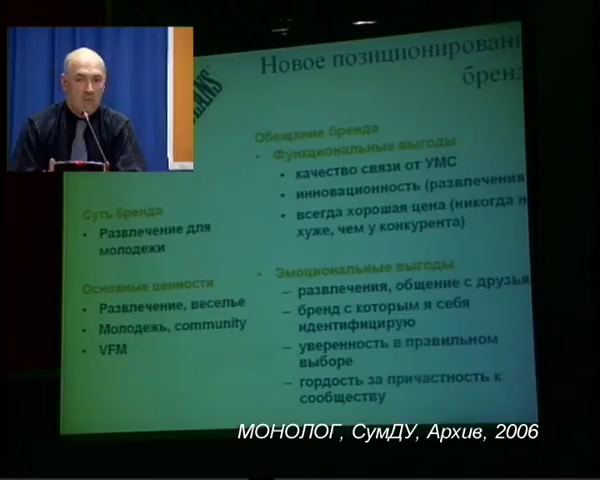 Новое позиционировани
бренд
Обещание бренда
• Функциональные выгоды
• качество связи от УМС
• инновационность (развлечения
• всегда хорошая цена (никогда н
хуже, чем у конкурента)
Суть бренда
• Развлечение для
молодежи
Основные ценности
• Развлечение, веселье
• Молодежь, community
• VFM
• Эмоциональные выгоды
– развлечения, общение с друзья
– бренд с которым я себя
идентифицирую
– уверенность в правильном
выборе
– гордость за причастность к
сообществу
МОНОЛОГ, СумДУ, Архив, 2006